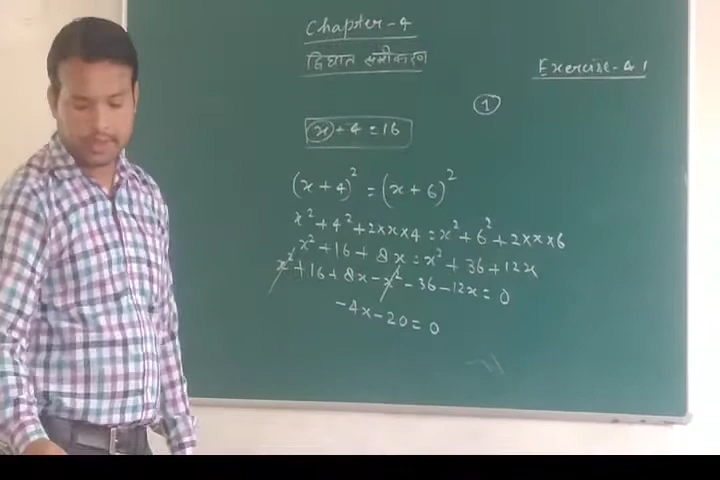 Chapter-4
द्विघात समीकरण
Exercise-4.1
1
x+4=16
(x+4)² = (x+6)²
x²+4²+2×x×4=x²+6²+2×x×6
x²+16+8x=x²+36+12x
x²+16+8x-x²-36-12x=0
-4x-20=0